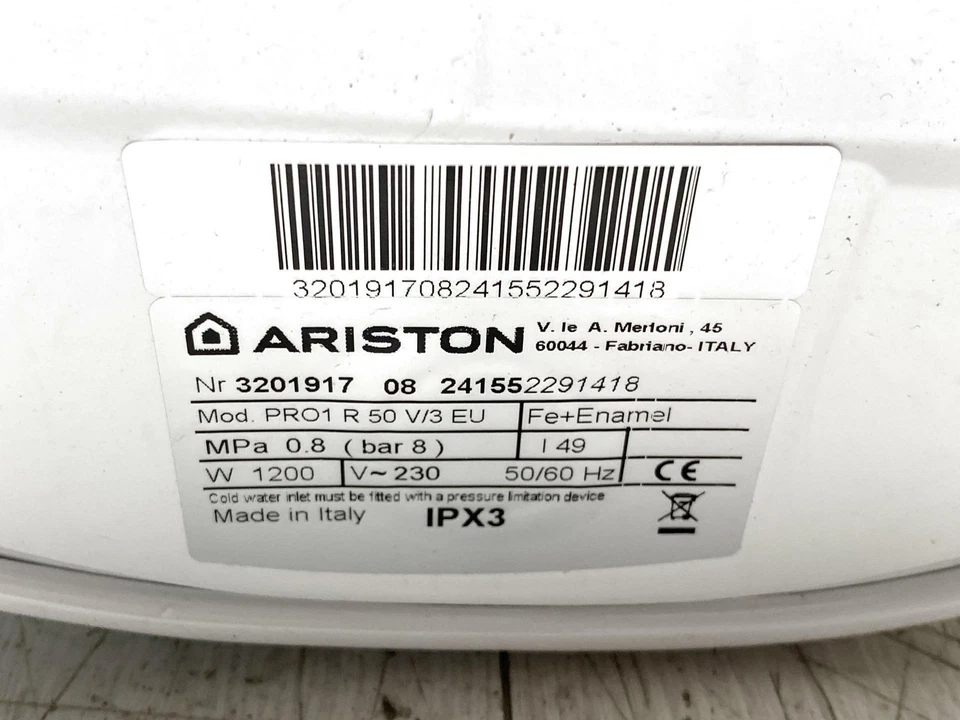 320191708241552291418
ARISTON
V. le A. Merloni , 45
60044 - Fabriano- ITALY
Nr 3201917 08 241552291418
Mod. PRO1 R 50 V/3 EU Fe+Enamel
MPa 0.8 ( bar 8 ) l 49
W 1200 V~ 230 50/60 Hz CE
Cold water inlet must be fitted with a pressure limitation device
Made in Italy IPX3